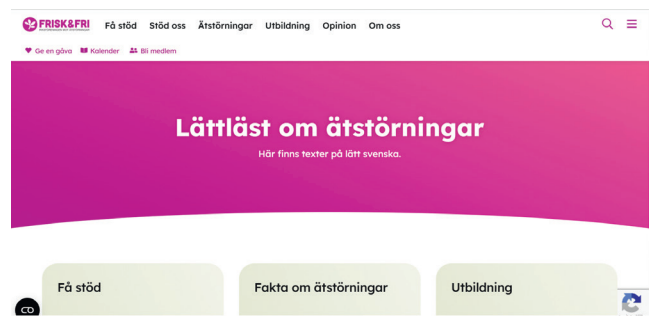 FRISK&FRI
Få stöd Stöd oss Ätstörningar Utbildning Opinion Om oss
Ge en gåva Kalender Bli medlem
Lättläst om ätstörningar
Här finns texter på lätt svenska.
Få stöd Fakta om ätstörningar Utbildning